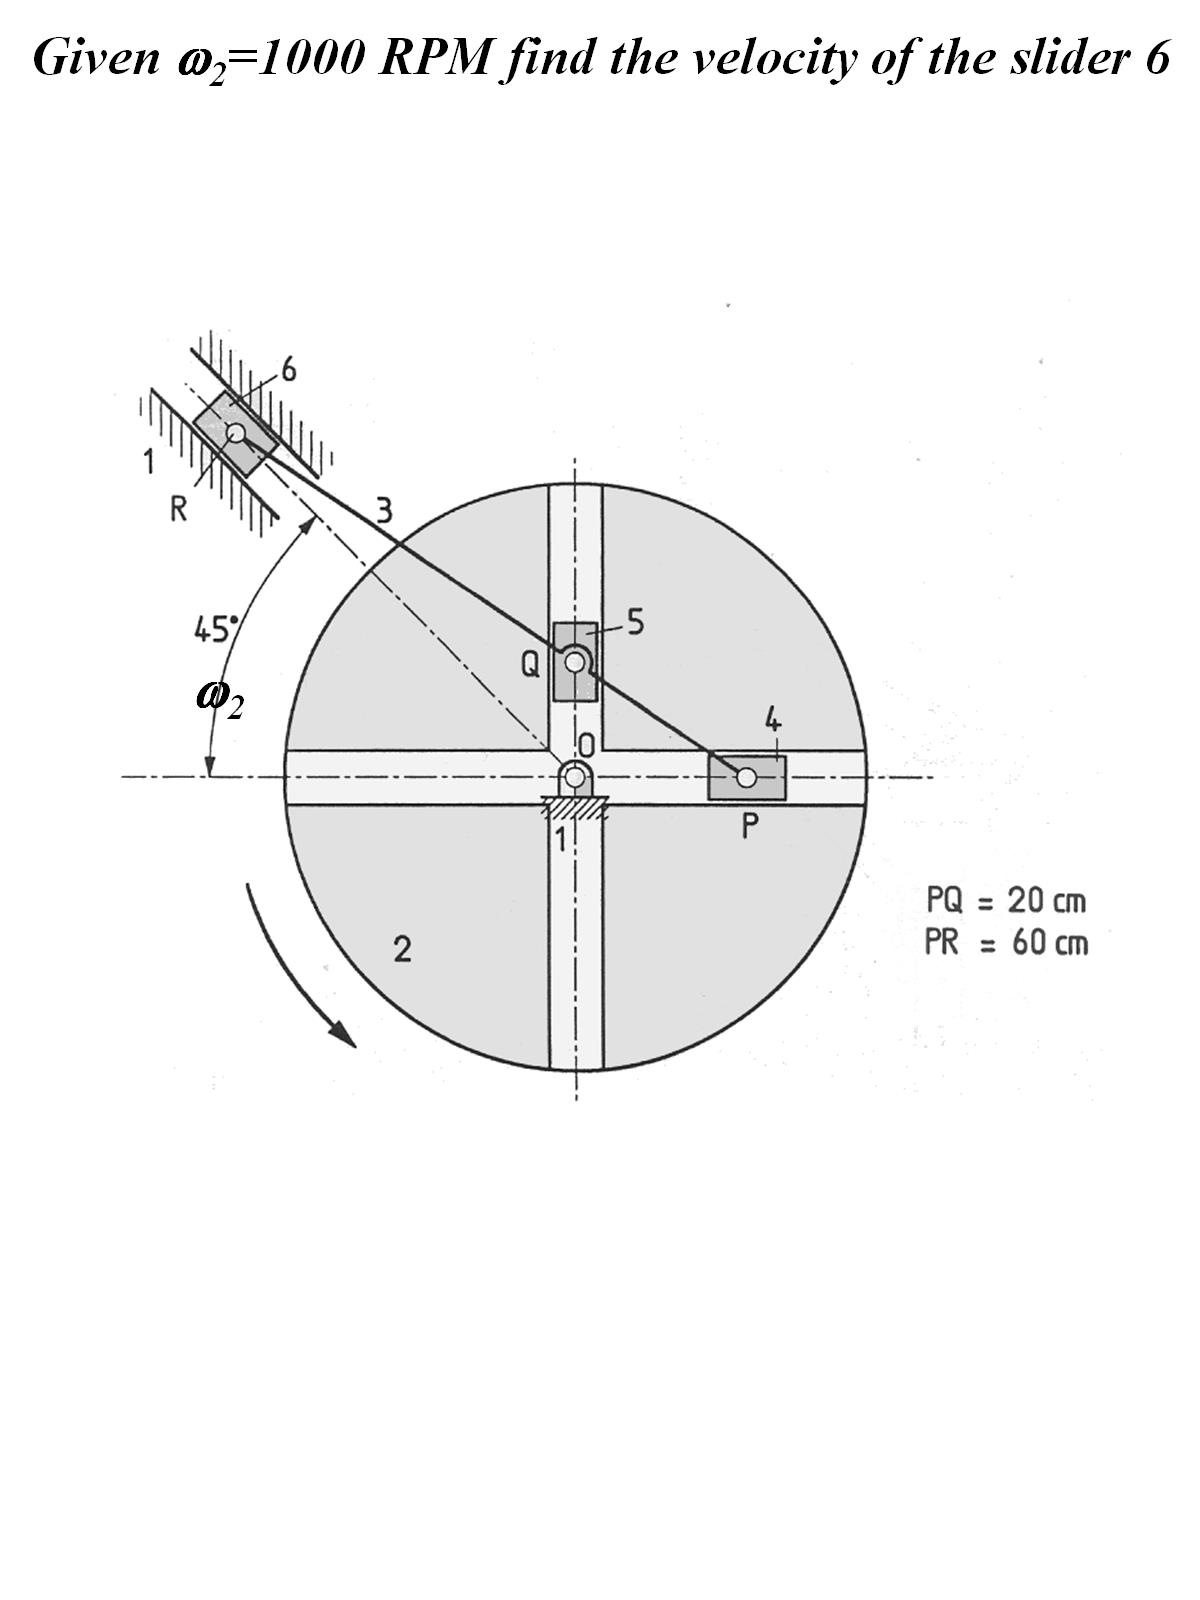 Given ω₂=1000 RPM find the velocity of the slider 6
6
1
R
3
45°
5
Q
ω₂
4
O
1
P
PQ = 20 cm
PR = 60 cm
2